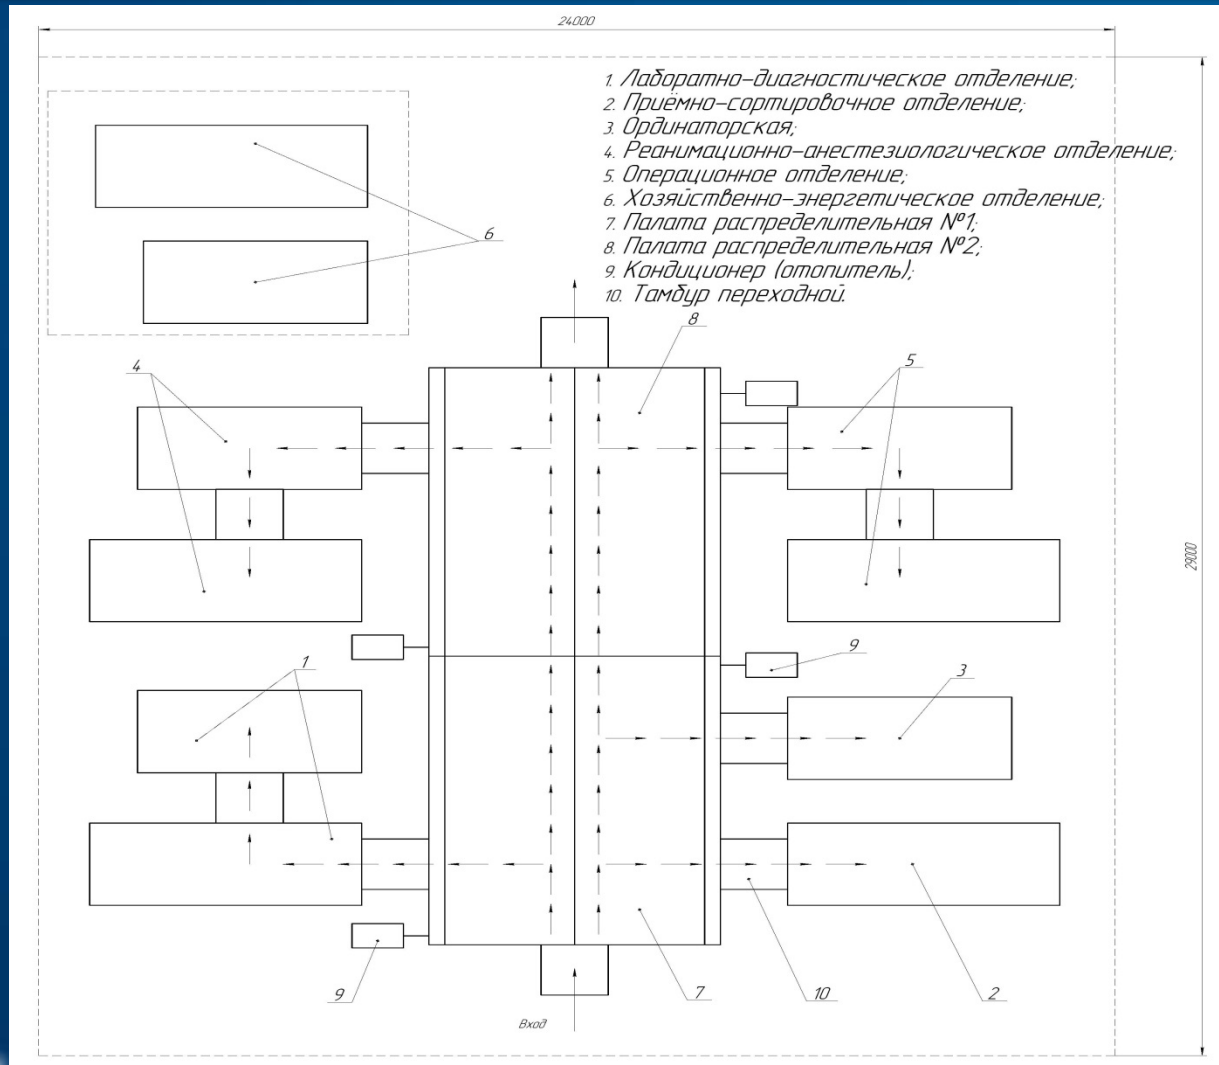 24000
1. Лаборатно-диагностическое отделение;
2. Приёмно-сортировочное отделение;
3. Ординаторская;
4. Реанимационно-анестезиологическое отделение;
5. Операционное отделение;
6. Хозяйственно-энергетическое отделение;
7. Палата распределительная №1;
8. Палата распределительная №2;
9. Кондиционер (отопитель);
10. Тамбур переходной.
6
8
4
5
29000
9
1
3
9
7
10
2
Вход